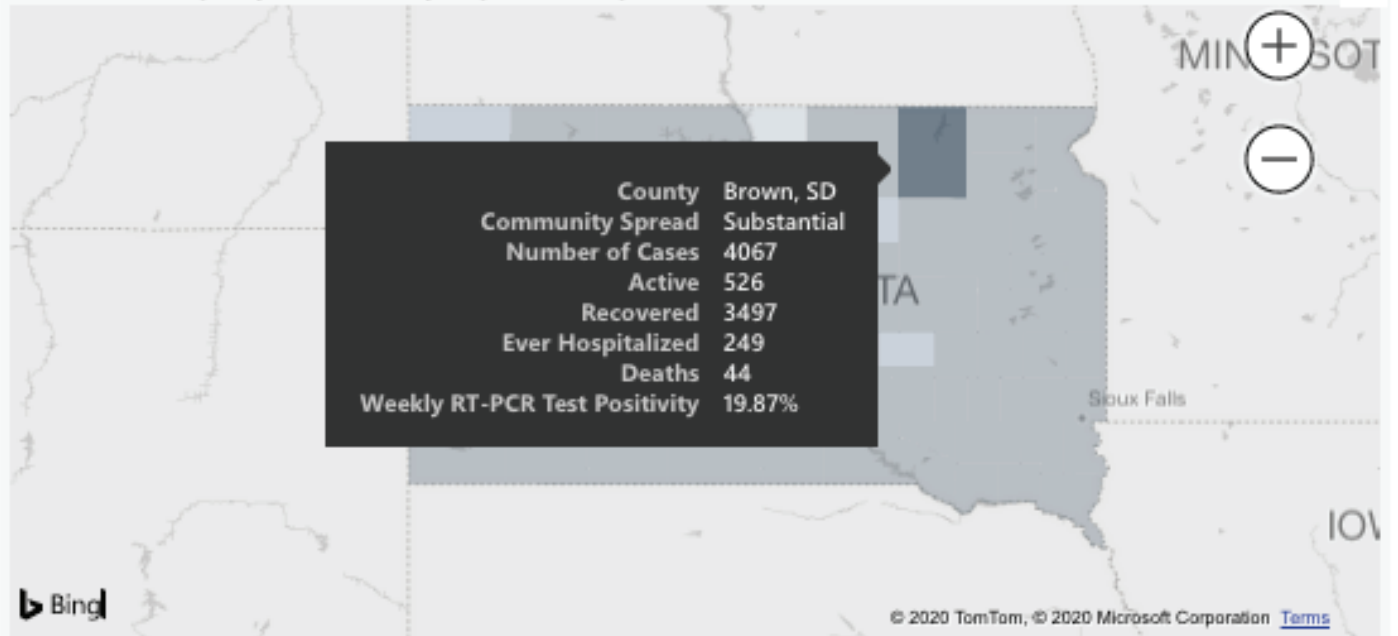 MIN SOT
County Brown, SD
Community Spread Substantial
Number of Cases 4067
Active 526
Recovered 3497
TA
Ever Hospitalized 249
Deaths 44
Weekly RT-PCR Test Positivity 19.87%
Sioux Falls
IOW
Bing
© 2020 TomTom, © 2020 Microsoft Corporation Terms